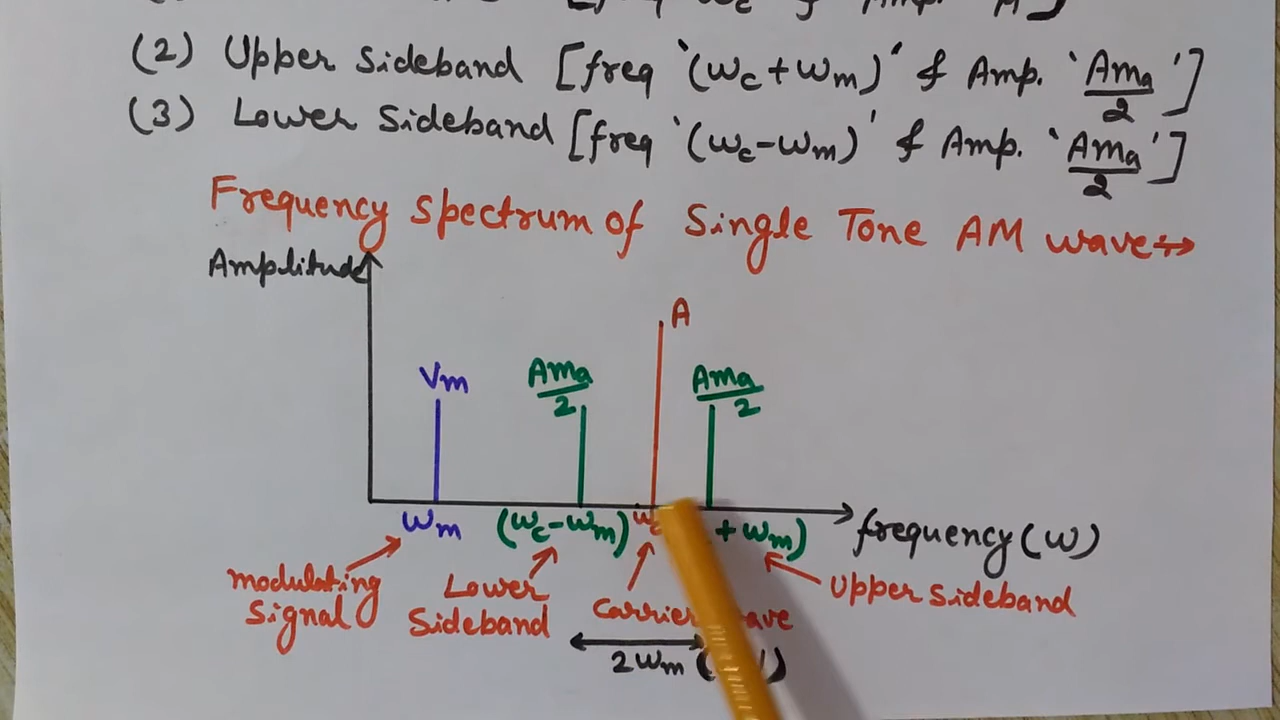 (2) Upper Sideband [freq '(ωc+ωm)' & Amp. 'Ama/2']
(3) Lower Sideband [freq '(ωc-ωm)' & Amp. 'Ama/2']
Frequency Spectrum of Single Tone AM wave→
Amplitude
A
Vm
Ama/2
Ama/2
ωm
(ωc-ωm)
+ωm)
frequency(ω)
modulating
Signal
Lower
Sideband
Carrier
Upper Sideband
2ωm